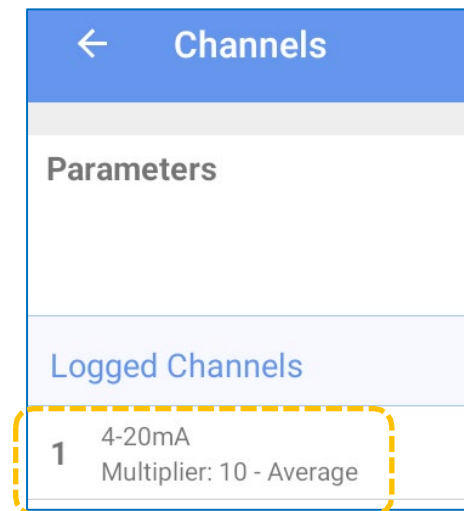 Channels
Parameters
Logged Channels
1
4-20mA
Multiplier: 10 - Average